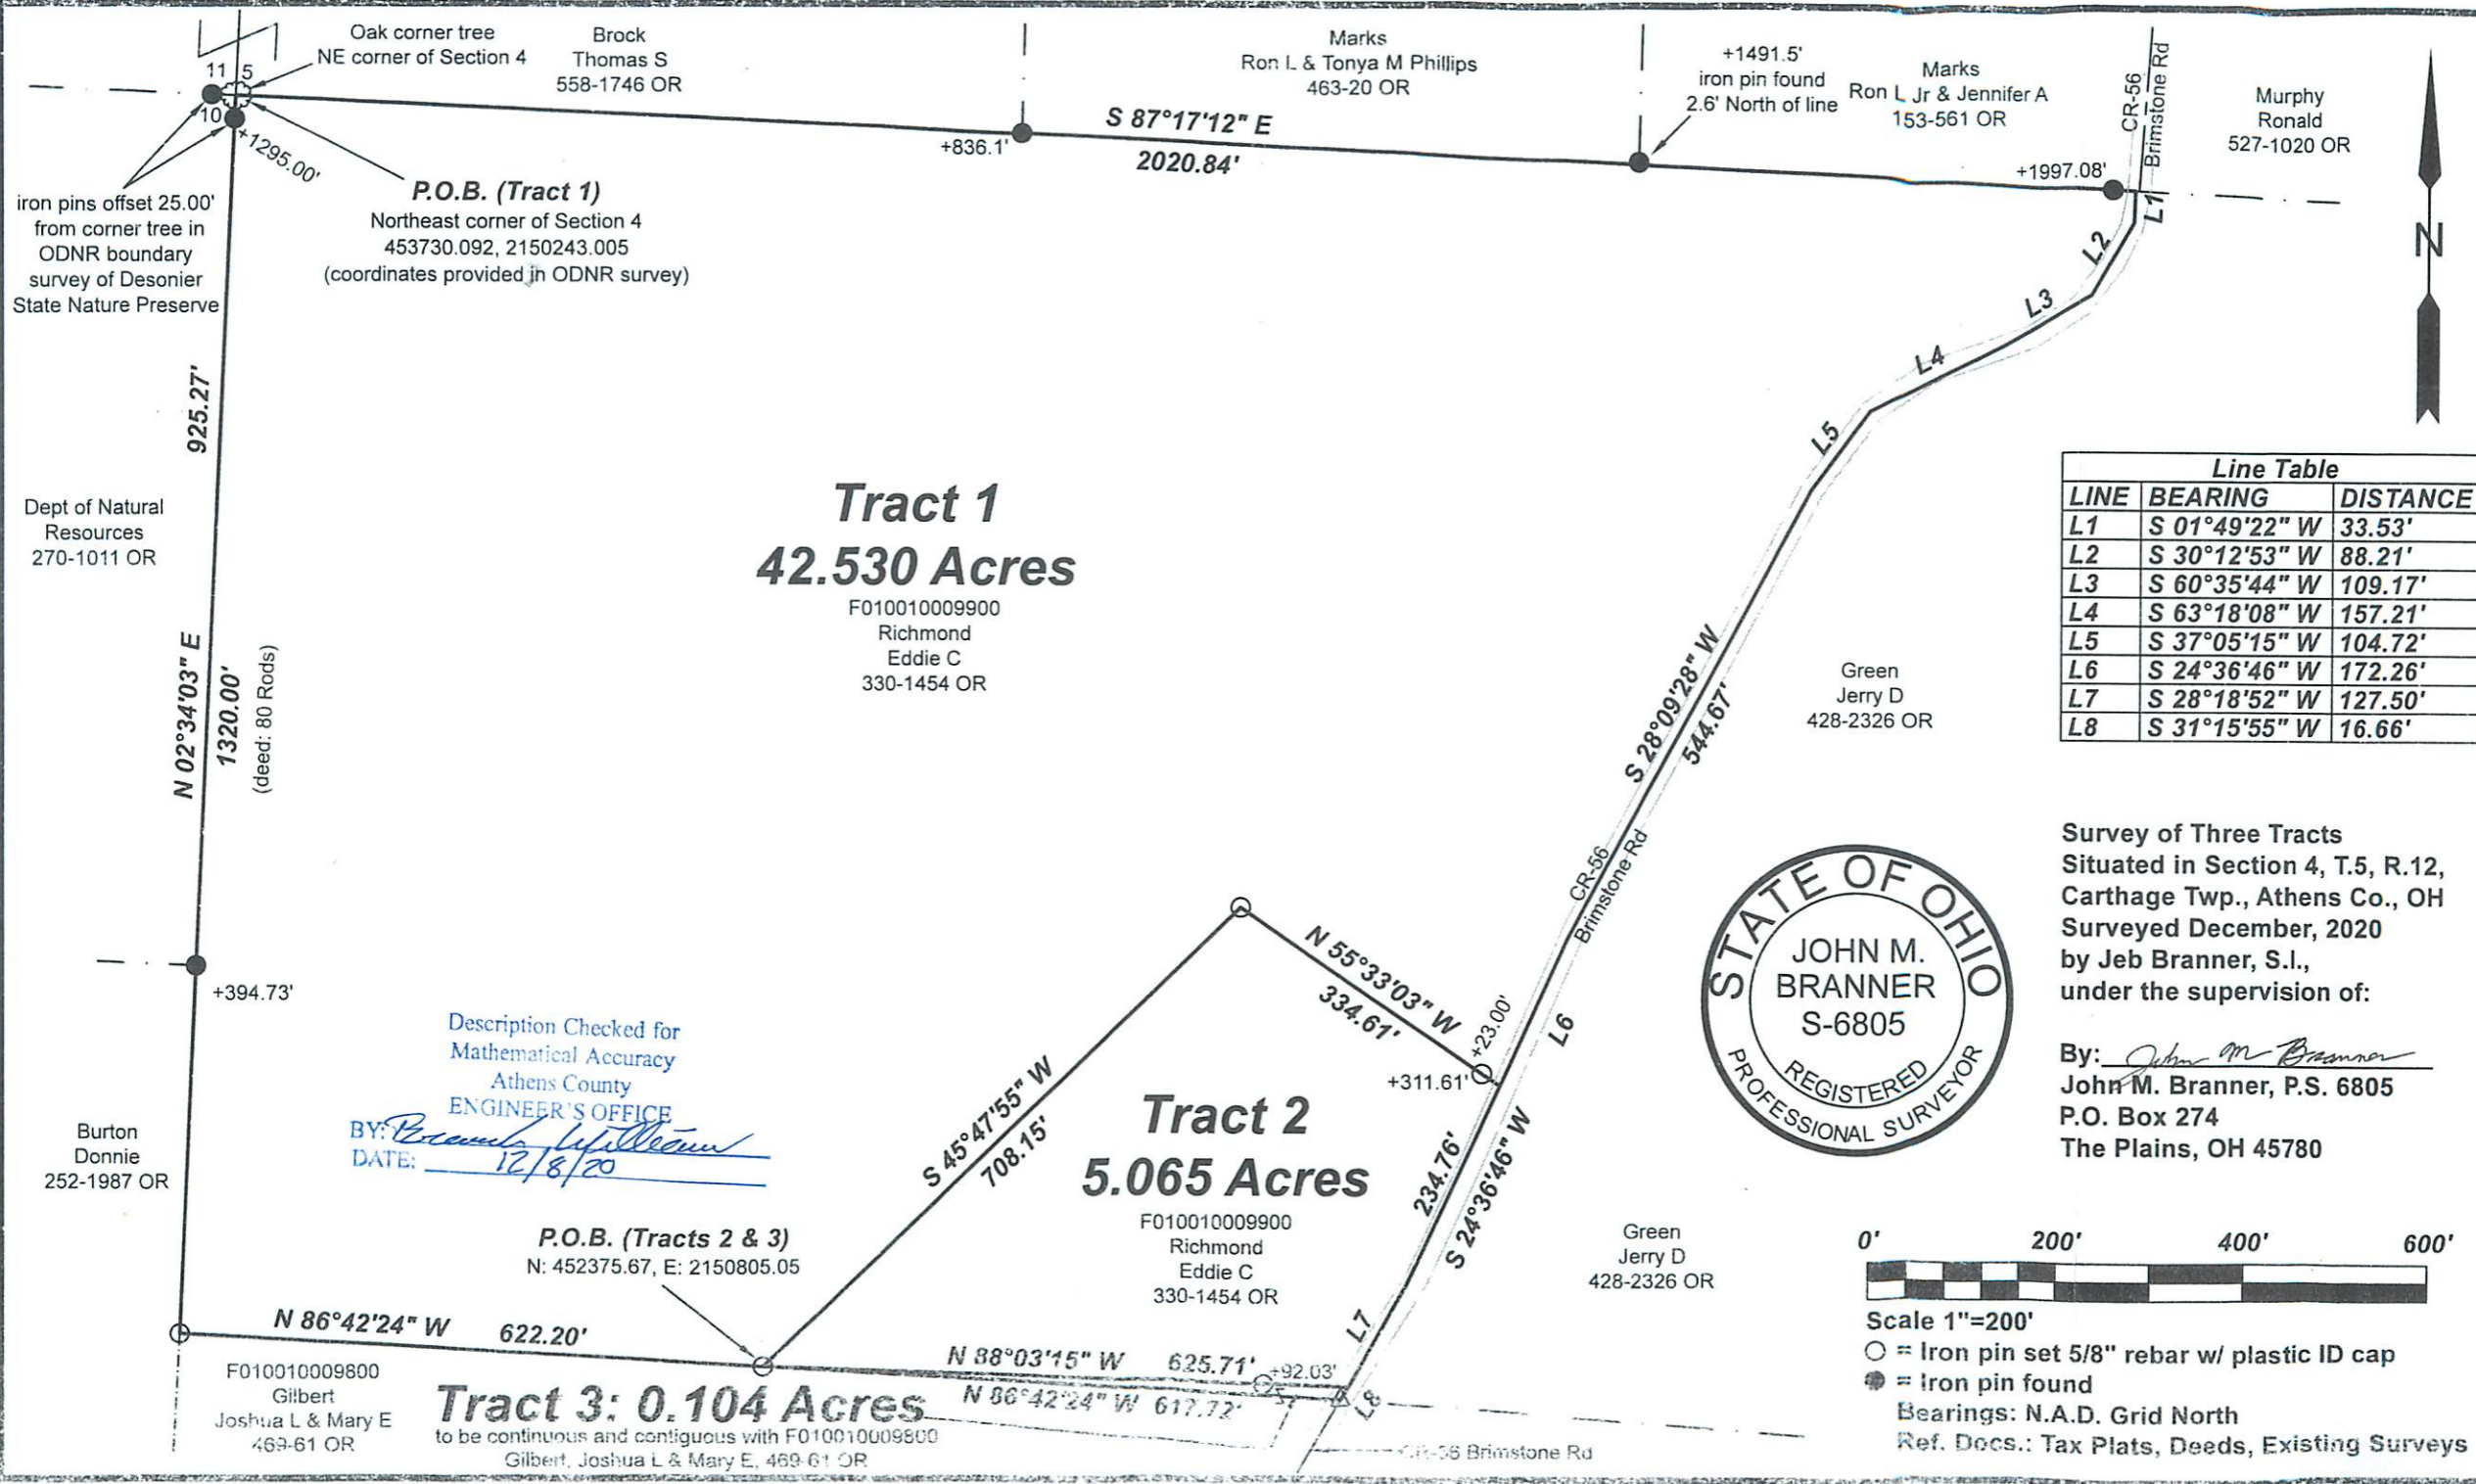 Oak corner tree
NE corner of Section 4
11 5
10
Brock
Thomas S
558-1746 OR
Marks
Ron L & Tonya M Phillips
463-20 OR
+1491.5'
iron pin found
2.6' North of line
Marks
Ron L Jr & Jennifer A
153-561 OR
CR-56
Brimstone Rd
Murphy
Ronald
527-1020 OR
N
S 87°17'12" E
2020.84'
+836.1'
+1997.08'
+1295.00'
iron pins offset 25.00'
from corner tree in
ODNR boundary
survey of Desonier
State Nature Preserve
P.O.B. (Tract 1)
Northeast corner of Section 4
453730.092, 2150243.005
(coordinates provided in ODNR survey)
L1
L2
L3
L4
L5
925.27'
Dept of Natural
Resources
270-1011 OR
N 02°34'03" E
1320.00'
(deed: 80 Rods)
Tract 1
42.530 Acres
F010010009900
Richmond
Eddie C
330-1454 OR
S 28°09'28" W
544.67'
Green
Jerry D
428-2326 OR
Line Table
LINE BEARING DISTANCE
L1 S 01°49'22" W 33.53'
L2 S 30°12'53" W 88.21'
L3 S 60°35'44" W 109.17'
L4 S 63°18'08" W 157.21'
L5 S 37°05'15" W 104.72'
L6 S 24°36'46" W 172.26'
L7 S 28°18'52" W 127.50'
L8 S 31°15'55" W 16.66'
Survey of Three Tracts
Situated in Section 4, T.5, R.12,
Carthage Twp., Athens Co., OH
Surveyed December, 2020
by Jeb Branner, S.I.,
under the supervision of:
By: John M Branner
John M. Branner, P.S. 6805
P.O. Box 274
The Plains, OH 45780
STATE OF OHIO
JOHN M.
BRANNER
S-6805
REGISTERED
PROFESSIONAL SURVEYOR
CR-56
Brimstone Rd
L6
+394.73'
Description Checked for
Mathematical Accuracy
Athens County
ENGINEER'S OFFICE
BY:
DATE: 12/8/20
Burton
Donnie
252-1987 OR
N 55°33'03" W
334.61'
+23.00'
+311.61'
S 45°47'55" W
708.15'
Tract 2
5.065 Acres
F010010009900
Richmond
Eddie C
330-1454 OR
234.76'
S 24°36'46" W
Green
Jerry D
428-2326 OR
P.O.B. (Tracts 2 & 3)
N: 452375.67, E: 2150805.05
L7
L8
N 86°42'24" W 622.20'
N 88°03'15" W 625.71'
+92.03'
N 86°42'24" W 617.72'
F010010009800
Gilbert
Joshua L & Mary E
469-61 OR
Tract 3: 0.104 Acres
to be continuous and contiguous with F010010009800
Gilbert, Joshua L & Mary E, 469-61 OR
CR-56 Brimstone Rd
0' 200' 400' 600'
Scale 1"=200'
= Iron pin set 5/8" rebar w/ plastic ID cap
= Iron pin found
Bearings: N.A.D. Grid North
Ref. Docs.: Tax Plats, Deeds, Existing Surveys